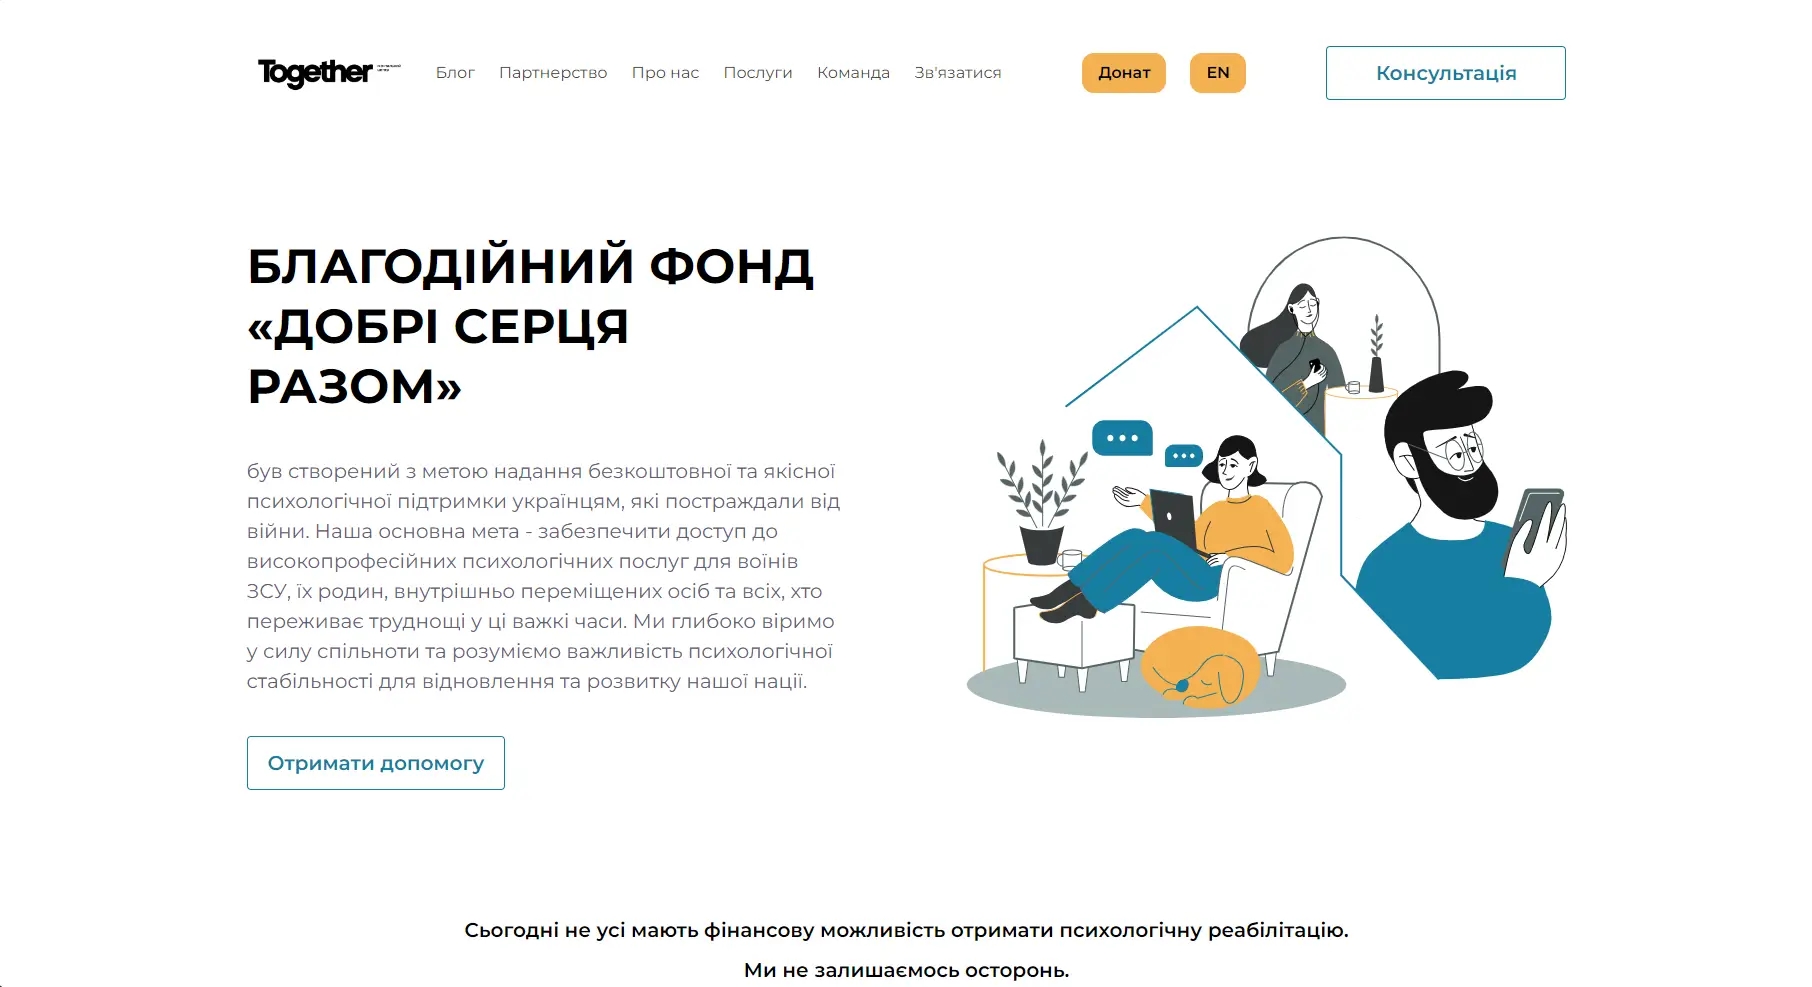 Together
Блог
Партнерство
Про нас
Послуги
Команда
Зв'язатися
Донат
EN
Консультація
БЛАГОДІЙНИЙ ФОНД
«ДОБРІ СЕРЦЯ
РАЗОМ»
був створений з метою надання безкоштовної та якісної
психологічної підтримки українцям, які постраждали від
війни. Наша основна мета - забезпечити доступ до
високопрофесійних психологічних послуг для воїнів
ЗСУ, їх родин, внутрішньо переміщених осіб та всіх, хто
переживає труднощі у ці важкі часи. Ми глибоко віримо
у силу спільноти та розуміємо важливість психологічної
стабільності для відновлення та розвитку нашої нації.
Отримати допомогу
Сьогодні не усі мають фінансову можливість отримати психологічну реабілітацію.
Ми не залишаємось осторонь.